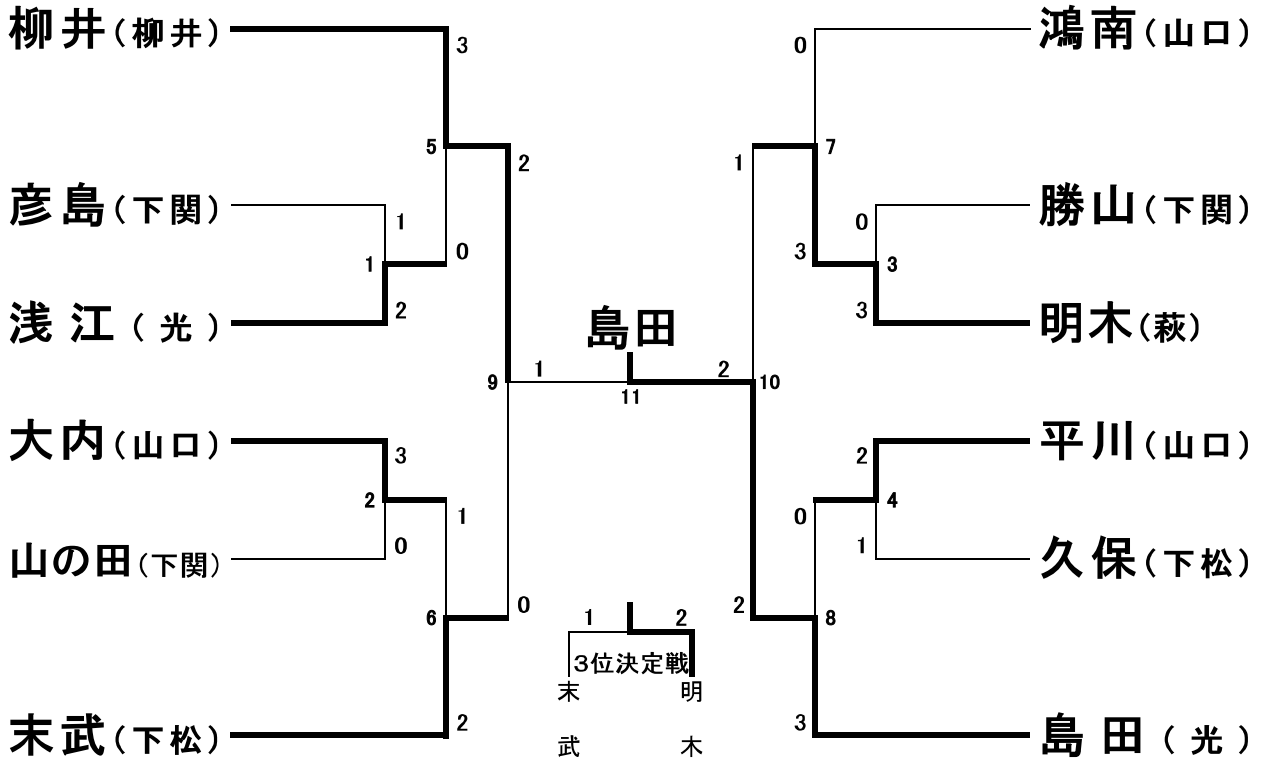 柳井(柳井)
3
5
2
彦島(下関)
1
0
1
浅江(光)
2
9
1
大内(山口)
3
2
1
0
山の田(下関)
0
6
末武(下松)
2
島田
11
2
鴻南(山口)
0
1
7
勝山(下関)
0
3
3
明木(萩)
3
10
平川(山口)
2
4
0
久保(下松)
1
2
8
島田(光)
3
1
2
3位決定戦
末武
明木